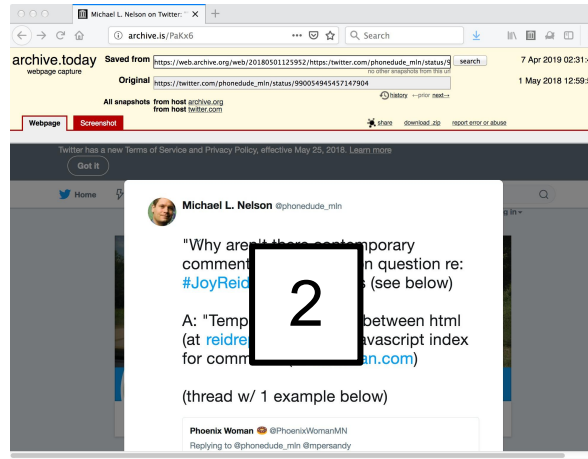 Michael L. Nelson on Twitter: "
archive.is/PaKx6
Search
archive.today
webpage capture
Saved from
https://web.archive.org/web/20180501125952/https://twitter.com/phonedude_mln/status/9
search
7 Apr 2019 02:31:
no other snapshots from this url
Original
https://twitter.com/phonedude_mln/status/990054945457147904
1 May 2018 12:59:
history ←prior next→
All snapshots from host archive.org
from host twitter.com
Webpage
Screenshot
share
download .zip
report error or abuse
Twitter has a new Terms of Service and Privacy Policy, effective May 25, 2018. Learn more
Got it
Home
Michael L. Nelson @phonedude_mln
"Why aren't there contemporary
comment n question re:
#JoyReid s (see below)
2
A: "Temp between html
(at avascript index
for comm an.com)
(thread w/ 1 example below)
Phoenix Woman @PhoenixWomanMN
Replying to @phonedude_mln @mpersandy